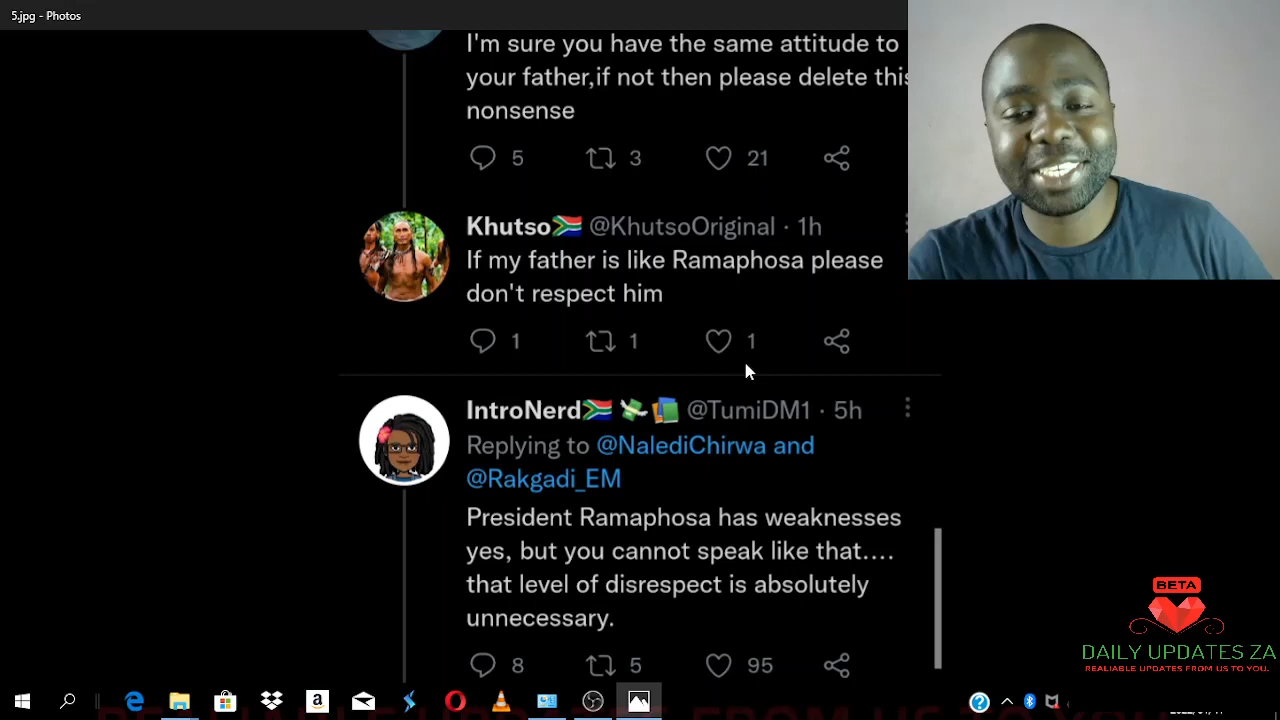 5.jpg - Photos
I'm sure you have the same attitude to
your father,if not then please delete this
nonsense
5 3 21
Khutso🇿🇦 @KhutsoOriginal · 1h
If my father is like Ramaphosa please
don't respect him
1 1 1
IntroNerd🇿🇦 💸📚 @TumiDM1 · 5h
Replying to @NalediChirwa and
@Rakgadi_EM
President Ramaphosa has weaknesses
yes, but you cannot speak like that....
that level of disrespect is absolutely
unnecessary.
8 5 95
BETA
DAILY UPDATES ZA
REALIABLE UPDATES FROM US TO YOU.